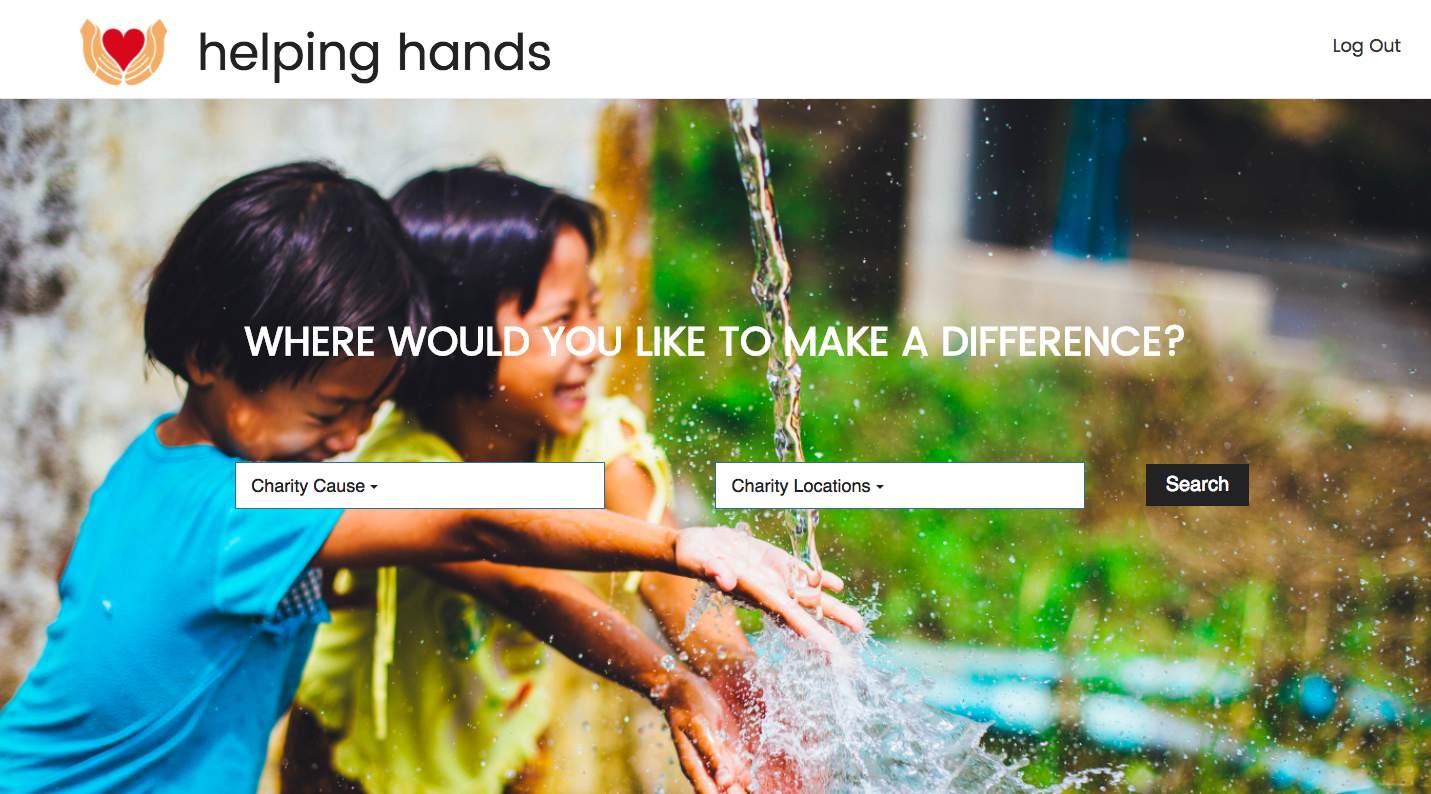 helping hands
Log Out
WHERE WOULD YOU LIKE TO MAKE A DIFFERENCE?
Charity Cause
Charity Locations
Search